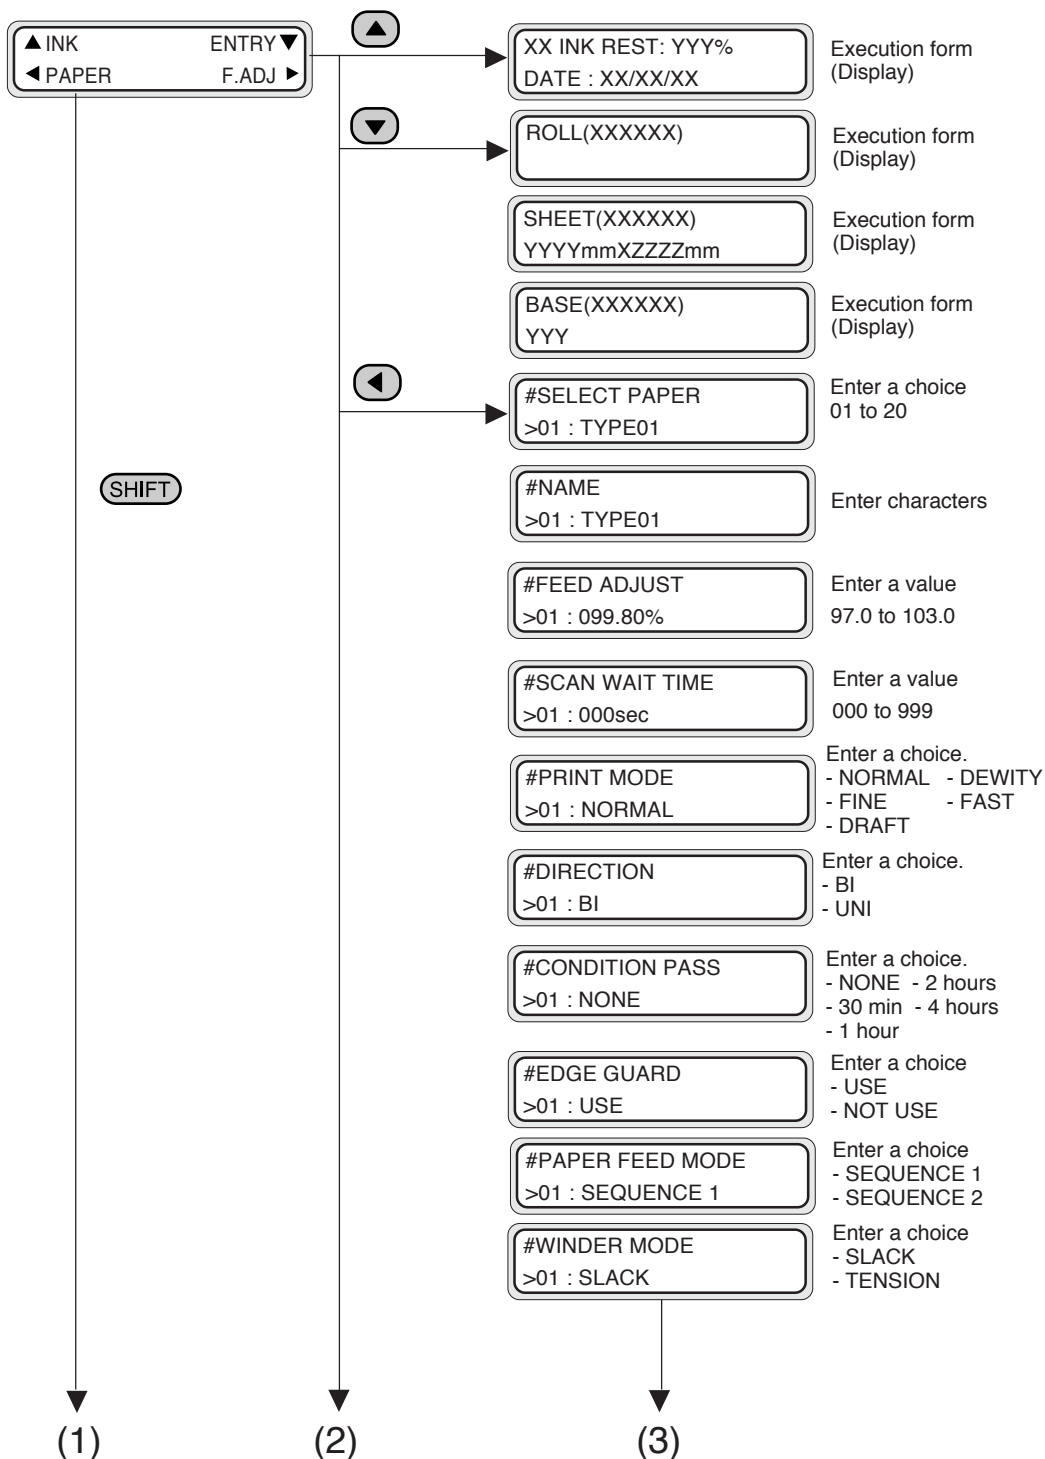 ▲ INK ENTRY▼
◀ PAPER F.ADJ ▶
XX INK REST: YYY%
DATE : XX/XX/XX
Execution form
(Display)
ROLL(XXXXXX)
Execution form
(Display)
SHEET(XXXXXX)
YYYYmmXZZZZmm
Execution form
(Display)
BASE(XXXXXX)
YYY
Execution form
(Display)
#SELECT PAPER
>01 : TYPE01
Enter a choice
01 to 20
SHIFT
#NAME
>01 : TYPE01
Enter characters
#FEED ADJUST
>01 : 099.80%
Enter a value
97.0 to 103.0
#SCAN WAIT TIME
>01 : 000sec
Enter a value
000 to 999
#PRINT MODE
>01 : NORMAL
Enter a choice.
- NORMAL - DEWITY
- FINE - FAST
- DRAFT
#DIRECTION
>01 : BI
Enter a choice.
- BI
- UNI
#CONDITION PASS
>01 : NONE
Enter a choice.
- NONE - 2 hours
- 30 min - 4 hours
- 1 hour
#EDGE GUARD
>01 : USE
Enter a choice
- USE
- NOT USE
#PAPER FEED MODE
>01 : SEQUENCE 1
Enter a choice
- SEQUENCE 1
- SEQUENCE 2
#WINDER MODE
>01 : SLACK
Enter a choice
- SLACK
- TENSION
(1) (2) (3)